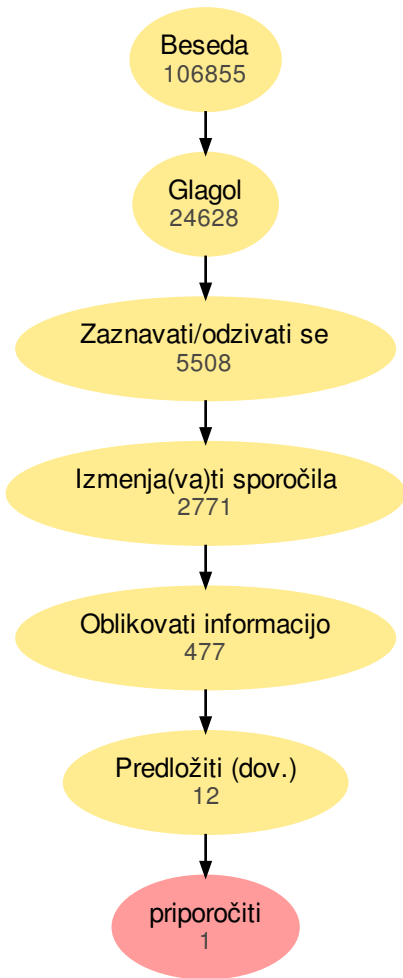 Beseda
106855
Glagol
24628
Zaznavati/odzivati se
5508
Izmenja(va)ti sporočila
2771
Oblikovati informacijo
477
Predložiti (dov.)
12
priporočiti
1